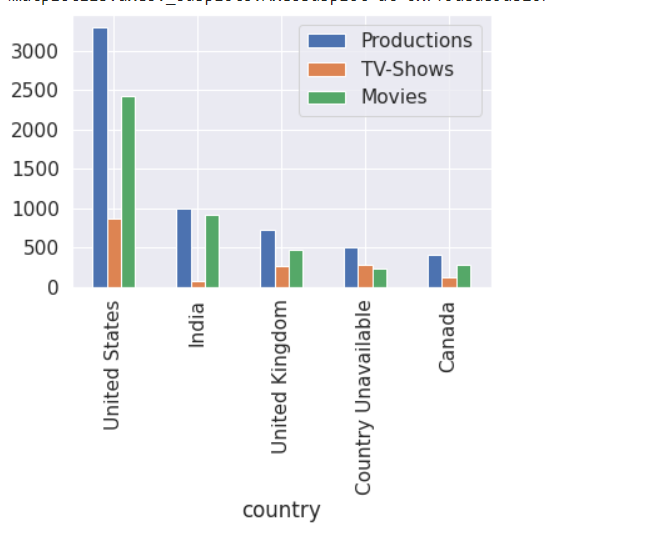 3000
2500
2000
1500
1000
500
0
Productions
TV-Shows
Movies
United States
India
United Kingdom
Country Unavailable
Canada
country